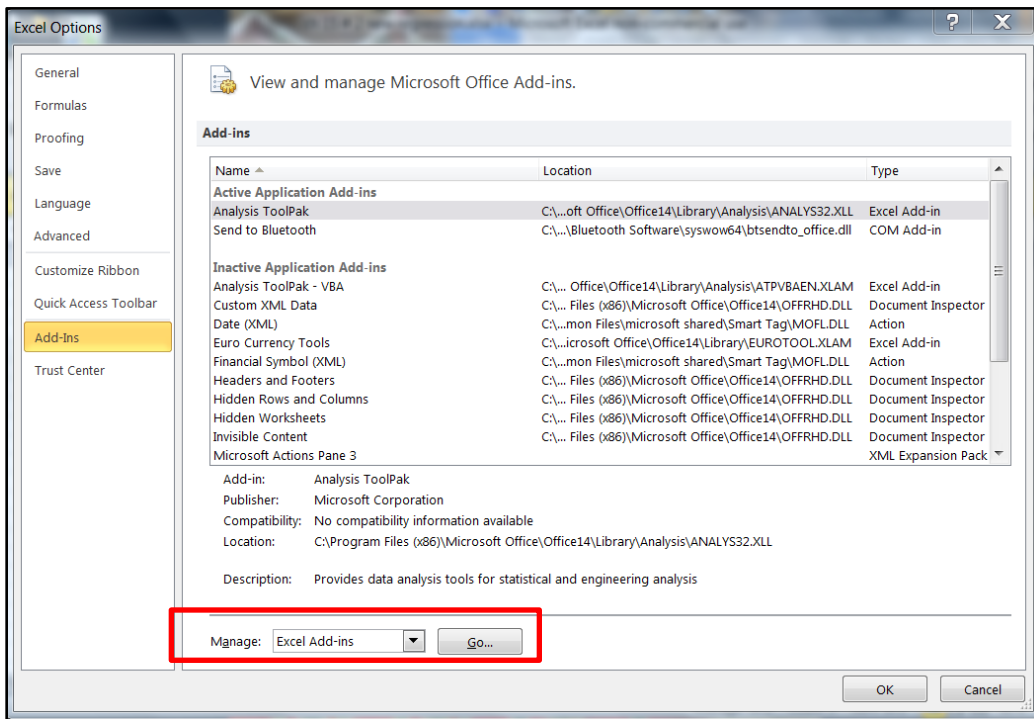 Excel Options
General
Formulas
Proofing
Save
Language
Advanced
Customize Ribbon
Quick Access Toolbar
Add-Ins
Trust Center
View and manage Microsoft Office Add-ins.
Add-ins
Name Location Type
Active Application Add-ins
Analysis ToolPak C:\...oft Office\Office14\Library\Analysis\ANALYS32.XLL Excel Add-in
Send to Bluetooth C:\...\Bluetooth Software\syswow64\btsendto_office.dll COM Add-in
Inactive Application Add-ins
Analysis ToolPak - VBA C:\... Office\Office14\Library\Analysis\ATPVBAEN.XLAM Excel Add-in
Custom XML Data C:\... Files (x86)\Microsoft Office\Office14\OFFRHD.DLL Document Inspector
Date (XML) C:\...mon Files\microsoft shared\Smart Tag\MOFL.DLL Action
Euro Currency Tools C:\...icrosoft Office\Office14\Library\EUROTOOL.XLAM Excel Add-in
Financial Symbol (XML) C:\...mon Files\microsoft shared\Smart Tag\MOFL.DLL Action
Headers and Footers C:\... Files (x86)\Microsoft Office\Office14\OFFRHD.DLL Document Inspector
Hidden Rows and Columns C:\... Files (x86)\Microsoft Office\Office14\OFFRHD.DLL Document Inspector
Hidden Worksheets C:\... Files (x86)\Microsoft Office\Office14\OFFRHD.DLL Document Inspector
Invisible Content C:\... Files (x86)\Microsoft Office\Office14\OFFRHD.DLL Document Inspector
Microsoft Actions Pane 3 XML Expansion Pack
Add-in: Analysis ToolPak
Publisher: Microsoft Corporation
Compatibility: No compatibility information available
Location: C:\Program Files (x86)\Microsoft Office\Office14\Library\Analysis\ANALYS32.XLL
Description: Provides data analysis tools for statistical and engineering analysis
Manage: Excel Add-ins Go...
OK Cancel